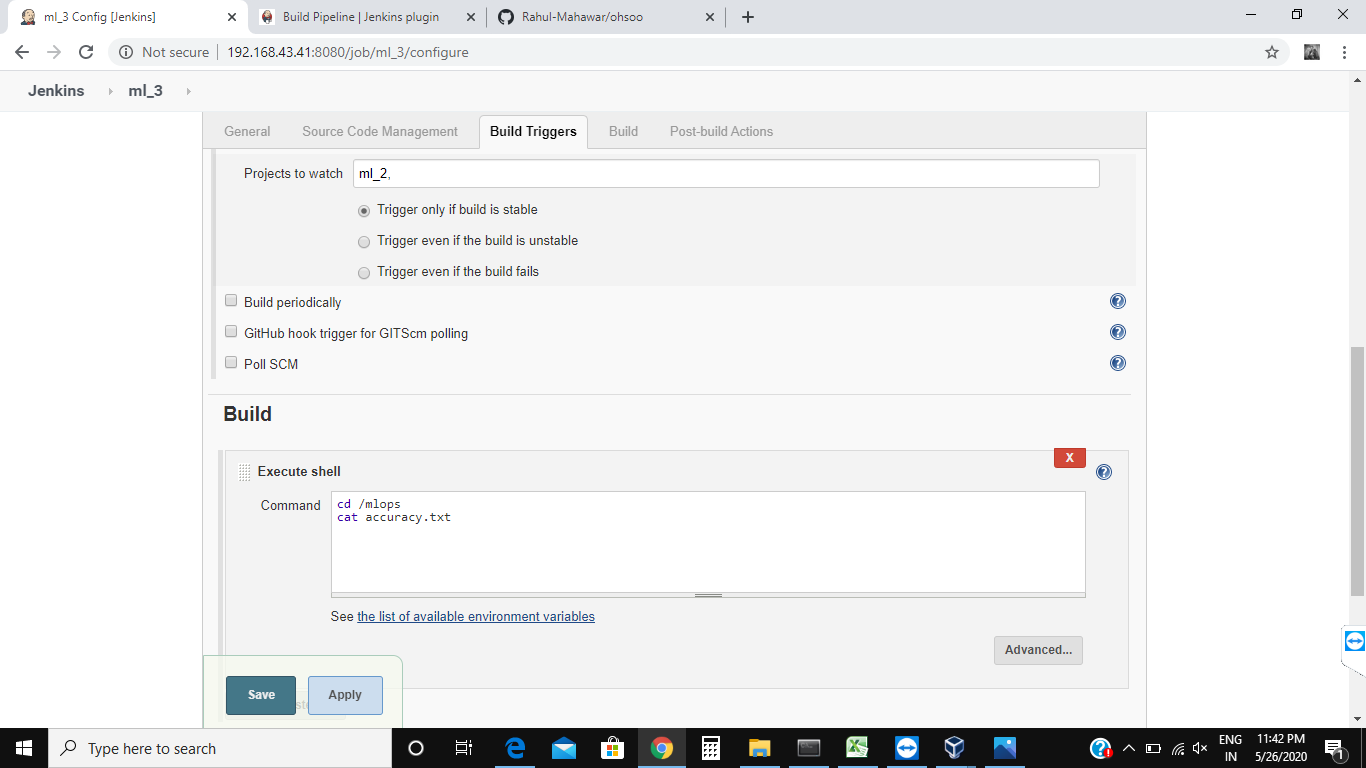 ml_3 Config [Jenkins]
Build Pipeline | Jenkins plugin
Rahul-Mahawar/ohsoo
Not secure
192.168.43.41:8080/job/ml_3/configure
Jenkins
ml_3
General
Source Code Management
Build Triggers
Build
Post-build Actions
Projects to watch
ml_2,
Trigger only if build is stable
Trigger even if the build is unstable
Trigger even if the build fails
Build periodically
GitHub hook trigger for GITScm polling
Poll SCM
Build
X
Execute shell
Command
cd /mlops
cat accuracy.txt
See the list of available environment variables
Advanced...
Save
Apply
Type here to search
ENG
IN
11:42 PM
5/26/2020
1